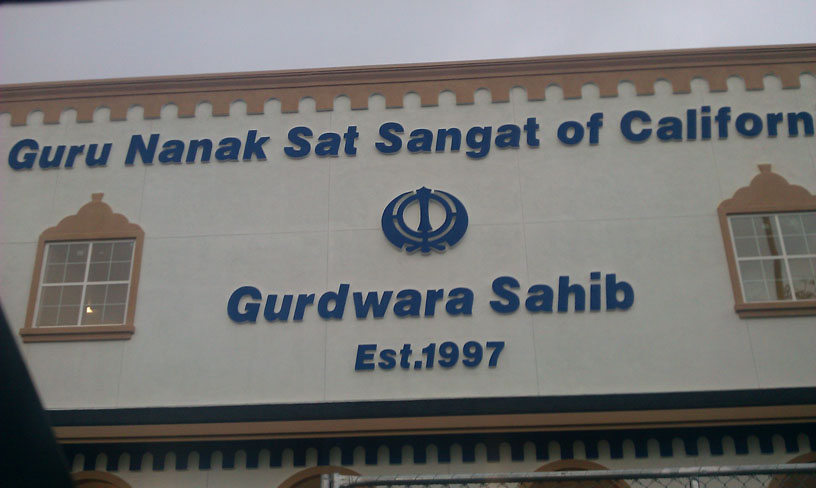 Guru Nanak Sat Sangat of Californ
Gurdwara Sahib
Est.1997